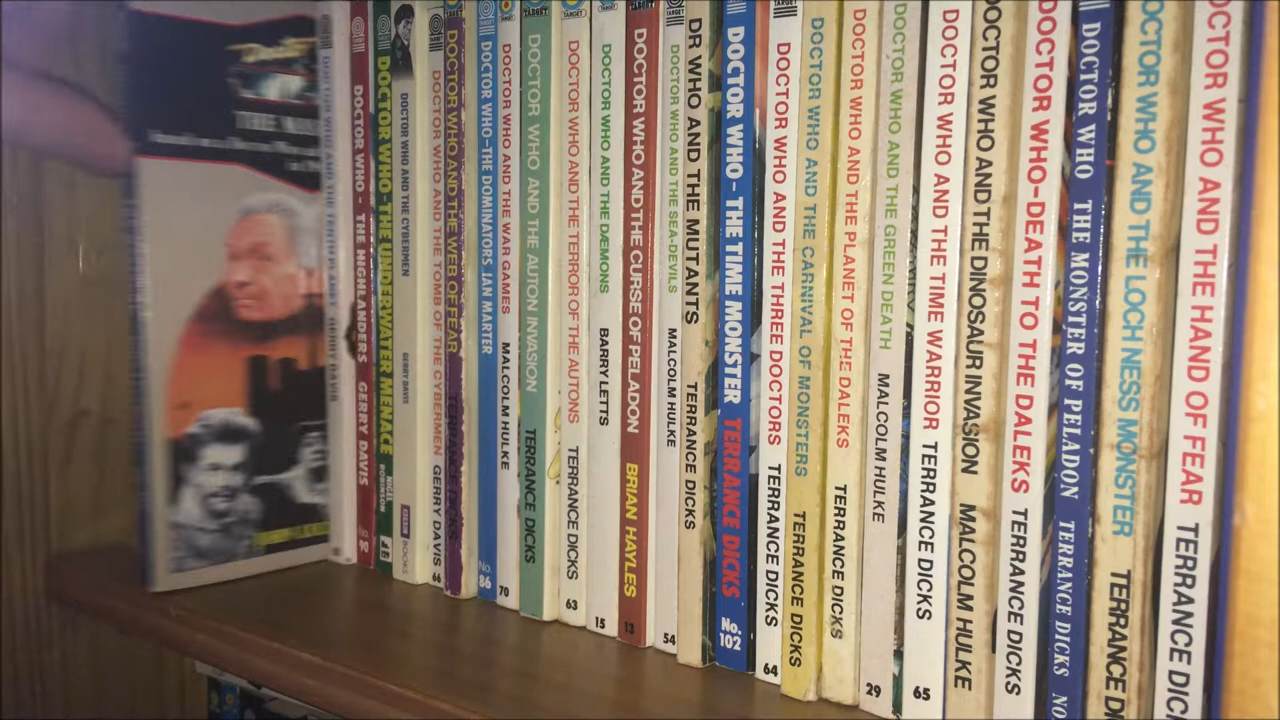 DOCTOR WHO AND THE TENTH PLANET GERRY DAVIS
DOCTOR WHO - THE HIGHLANDERS GERRY DAVIS No. 90
DOCTOR WHO - THE UNDERWATER MENACE NIGEL ROBINSON
DOCTOR WHO AND THE CYBERMEN GERRY DAVIS BBC BOOKS
DOCTOR WHO AND THE TOMB OF THE CYBERMEN GERRY DAVIS 66
DOCTOR WHO AND THE WEB OF FEAR TERRANCE DICKS
DOCTOR WHO-THE DOMINATORS IAN MARTER No. 86
DOCTOR WHO AND THE WAR GAMES MALCOLM HULKE 70
TARGET DOCTOR WHO AND THE AUTON INVASION TERRANCE DICKS
TARGET DOCTOR WHO AND THE TERROR OF THE AUTONS TERRANCE DICKS 63
DOCTOR WHO AND THE DÆMONS BARRY LETTS 15
DOCTOR WHO AND THE CURSE OF PELADON BRIAN HAYLES 13
DOCTOR WHO AND THE SEA-DEVILS MALCOLM HULKE 54
DR WHO AND THE MUTANTS TERRANCE DICKS
DOCTOR WHO - THE TIME MONSTER TERRANCE DICKS No. 102
DOCTOR WHO AND THE THREE DOCTORS TERRANCE DICKS 64
DOCTOR WHO AND THE CARNIVAL OF MONSTERS TERRANCE DICKS
DOCTOR WHO AND THE PLANET OF THE DALEKS TERRANCE DICKS
DOCTOR WHO AND THE GREEN DEATH MALCOLM HULKE 29
DOCTOR WHO AND THE TIME WARRIOR TERRANCE DICKS 65
DOCTOR WHO AND THE DINOSAUR INVASION MALCOLM HULKE
DOCTOR WHO-DEATH TO THE DALEKS TERRANCE DICKS
DOCTOR WHO THE MONSTER OF PELADON TERRANCE DICKS NO
DOCTOR WHO AND THE LOCH NESS MONSTER TERRANCE D
DOCTOR WHO AND THE HAND OF FEAR TERRANCE DIC